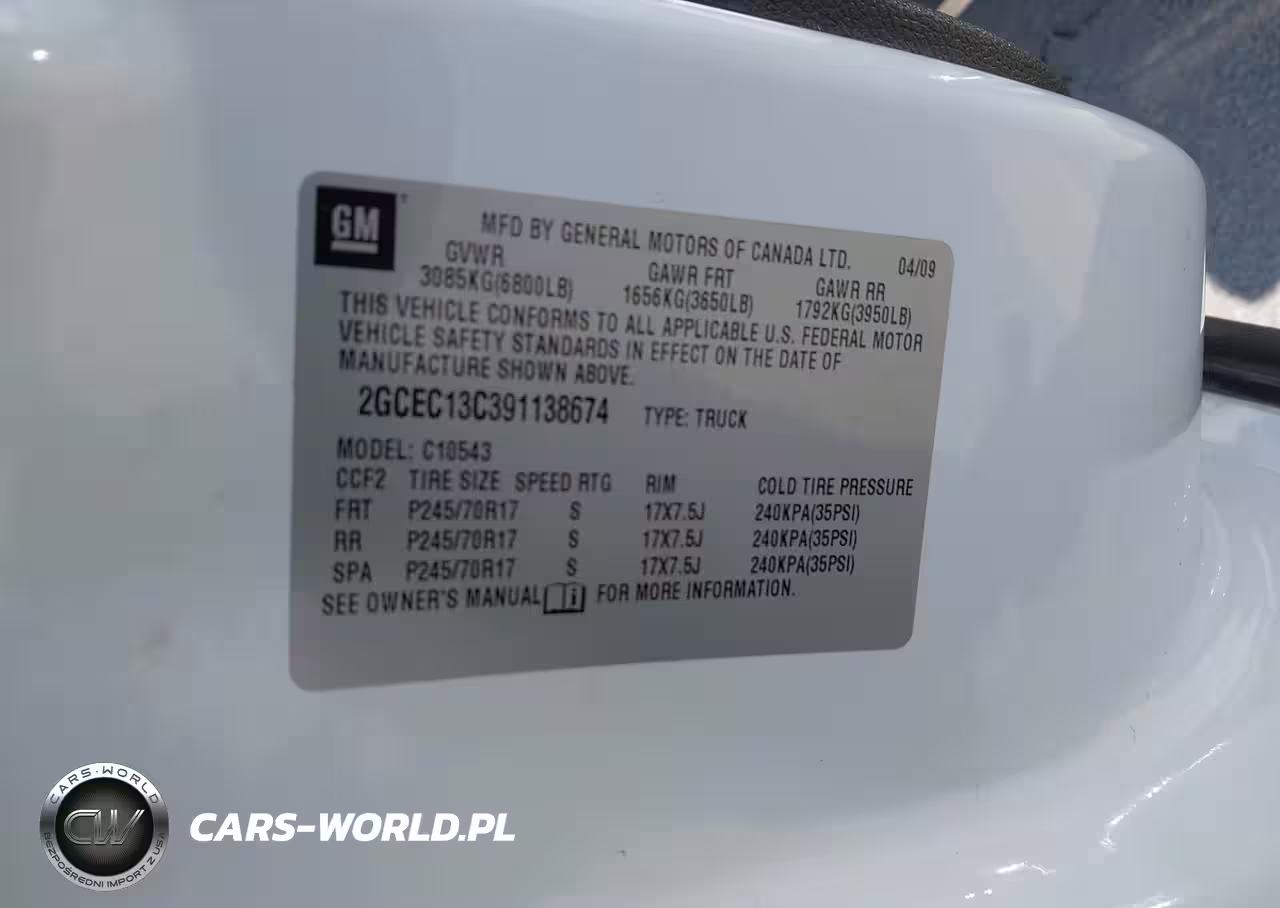 GM
MFD BY GENERAL MOTORS OF CANADA LTD.
04/09
GVWR GAWR FRT GAWR RR
3085KG(6800LB) 1656KG(3650LB) 1792KG(3950LB)
THIS VEHICLE CONFORMS TO ALL APPLICABLE U.S. FEDERAL MOTOR
VEHICLE SAFETY STANDARDS IN EFFECT ON THE DATE OF
MANUFACTURE SHOWN ABOVE.
2GCEC13C391138674 TYPE: TRUCK
MODEL: C10543
CCF2 TIRE SIZE SPEED RTG RIM COLD TIRE PRESSURE
FRT P245/70R17 S 17X7.5J 240KPA(35PSI)
RR P245/70R17 S 17X7.5J 240KPA(35PSI)
SPA P245/70R17 S 17X7.5J 240KPA(35PSI)
SEE OWNER'S MANUAL i FOR MORE INFORMATION.
CARS-WORLD
CW
BEZPOŚREDNI IMPORT Z USA
CARS-WORLD.PL